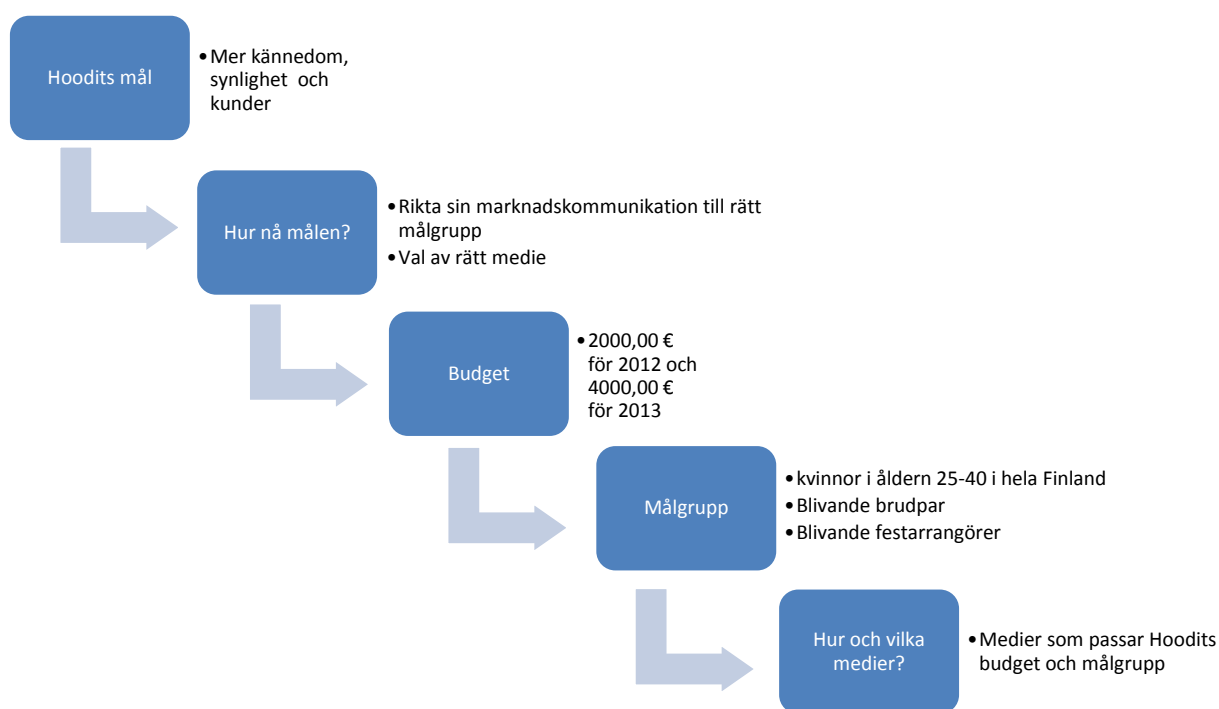 Hoodits mål
•Mer kännedom,
synlighet och
kunder
Hur nå målen?
•Rikta sin marknadskommunikation till rätt
målgrupp
•Val av rätt medie
Budget
•2000,00 €
för 2012 och
4000,00 €
för 2013
Målgrupp
•kvinnor i åldern 25-40 i hela Finland
•Blivande brudpar
•Blivande festarrangörer
Hur och vilka
medier?
•Medier som passar Hoodits
budget och målgrupp